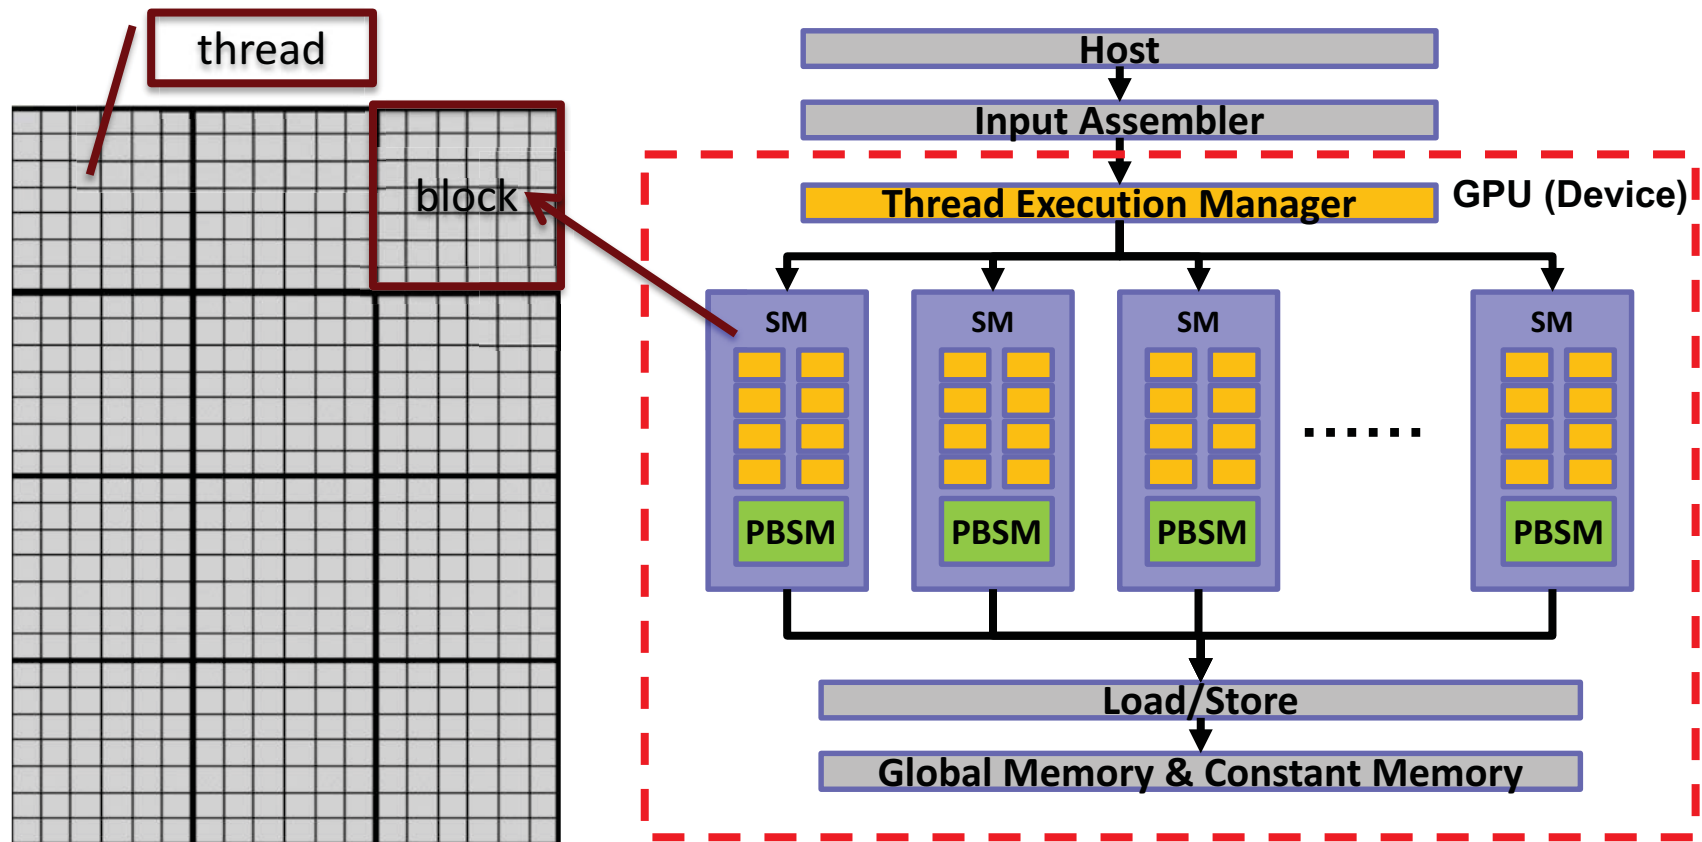 thread
block
Host
Input Assembler
Thread Execution Manager
GPU (Device)
SM
SM
SM
SM
......
PBSM
PBSM
PBSM
PBSM
Load/Store
Global Memory & Constant Memory